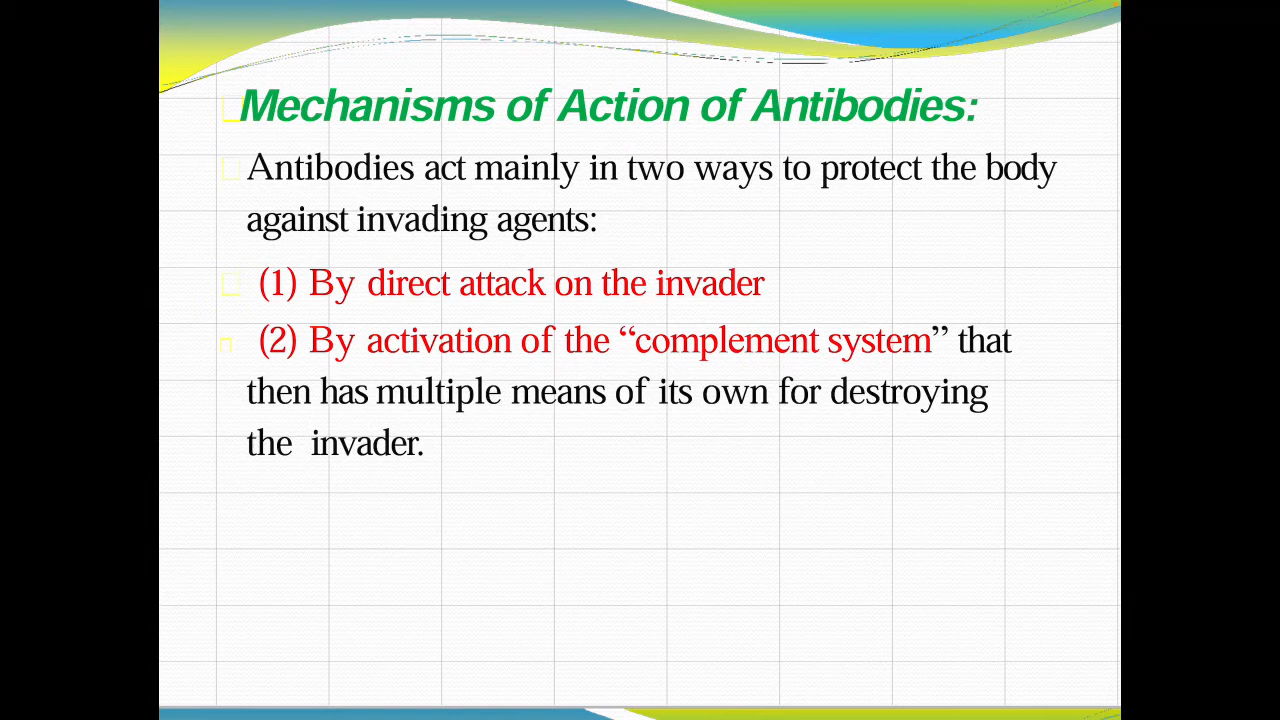 Mechanisms of Action of Antibodies:
Antibodies act mainly in two ways to protect the body
against invading agents:
(1) By direct attack on the invader
(2) By activation of the “complement system” that
then has multiple means of its own for destroying
the invader.